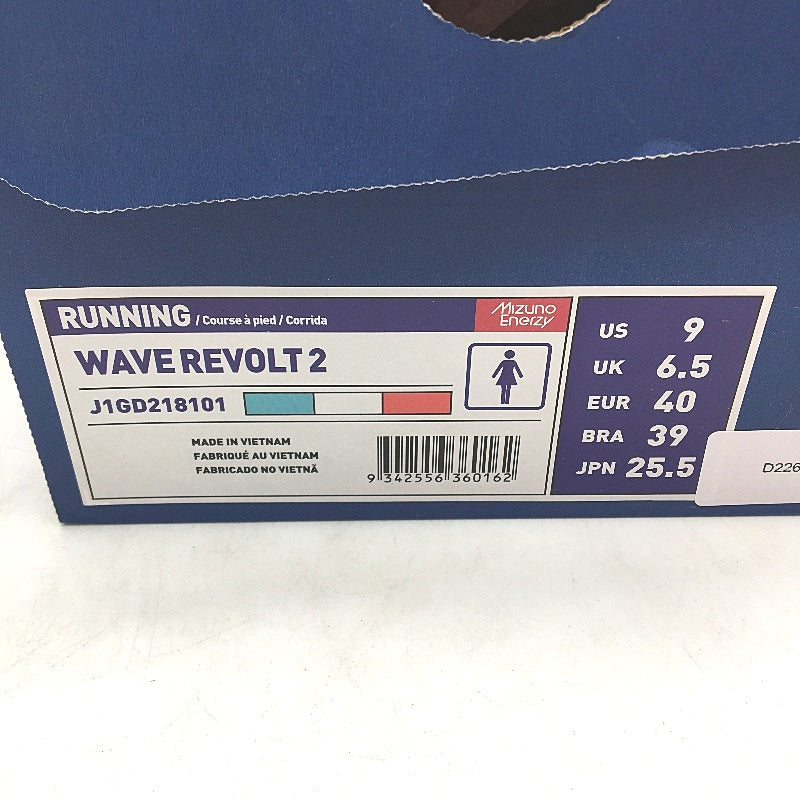 RUNNING / Course à pied / Corrida
Mizuno
Enerzy
WAVE REVOLT 2
J1GD218101
MADE IN VIETNAM
FABRIQUÉ AU VIETNAM
FABRICADO NO VIETNÃ
9 342556 360162
US 9
UK 6.5
EUR 40
BRA 39
JPN 25.5
D226